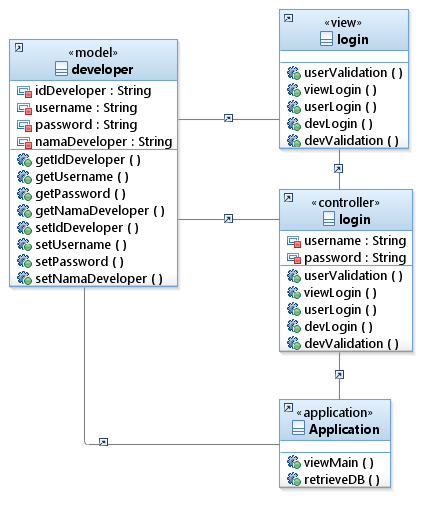 «model»
developer
idDeveloper : String
username : String
password : String
namaDeveloper : String
getIdDeveloper ( )
getUsername ( )
getPassword ( )
getNamaDeveloper ( )
setIdDeveloper ( )
setUsername ( )
setPassword ( )
setNamaDeveloper ( )
«view»
login
userValidation ( )
viewLogin ( )
userLogin ( )
devLogin ( )
devValidation ( )
«controller»
login
username : String
password : String
userValidation ( )
viewLogin ( )
userLogin ( )
devLogin ( )
devValidation ( )
«application»
Application
viewMain ( )
retrieveDB ( )